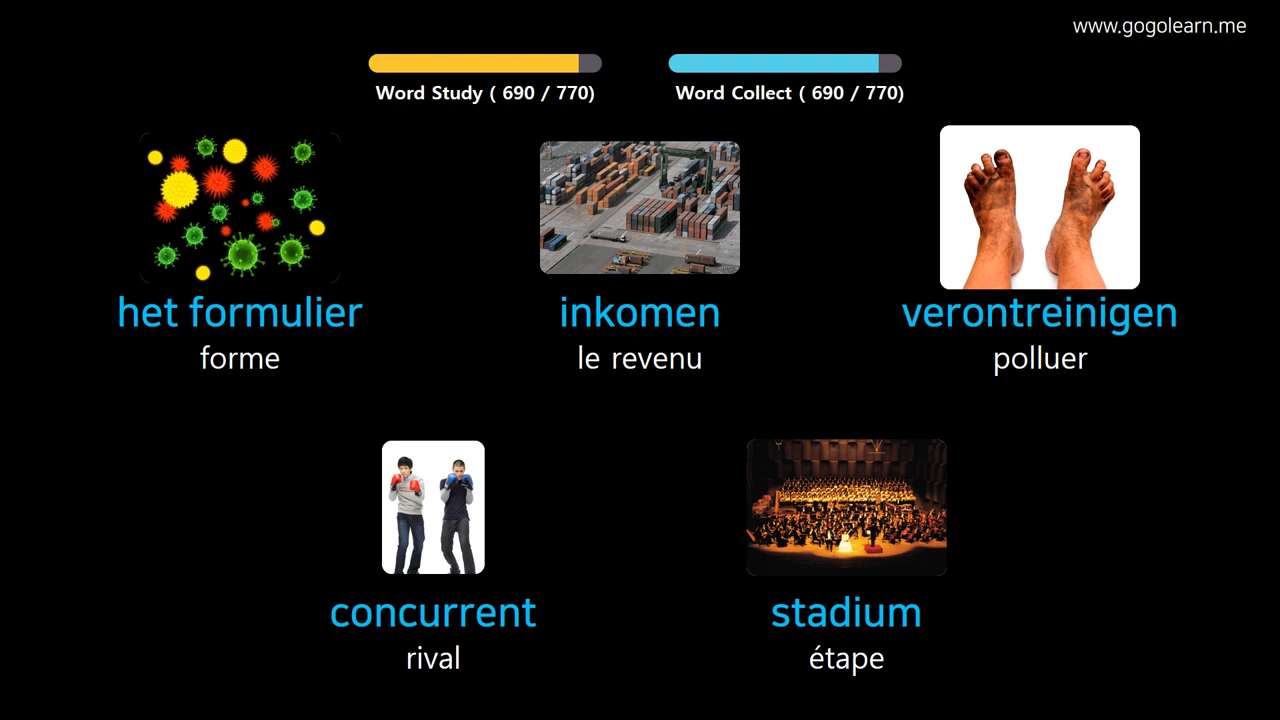 www.gogolearn.me
Word Study ( 690 / 770)
Word Collect ( 690 / 770)
het formulier
forme
inkomen
le revenu
verontreinigen
polluer
concurrent
rival
stadium
étape